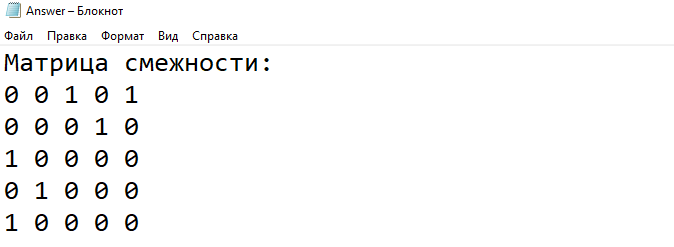 Answer – Блокнот
Файл Правка Формат Вид Справка
Матрица смежности:
0 0 1 0 1
0 0 0 1 0
1 0 0 0 0
0 1 0 0 0
1 0 0 0 0